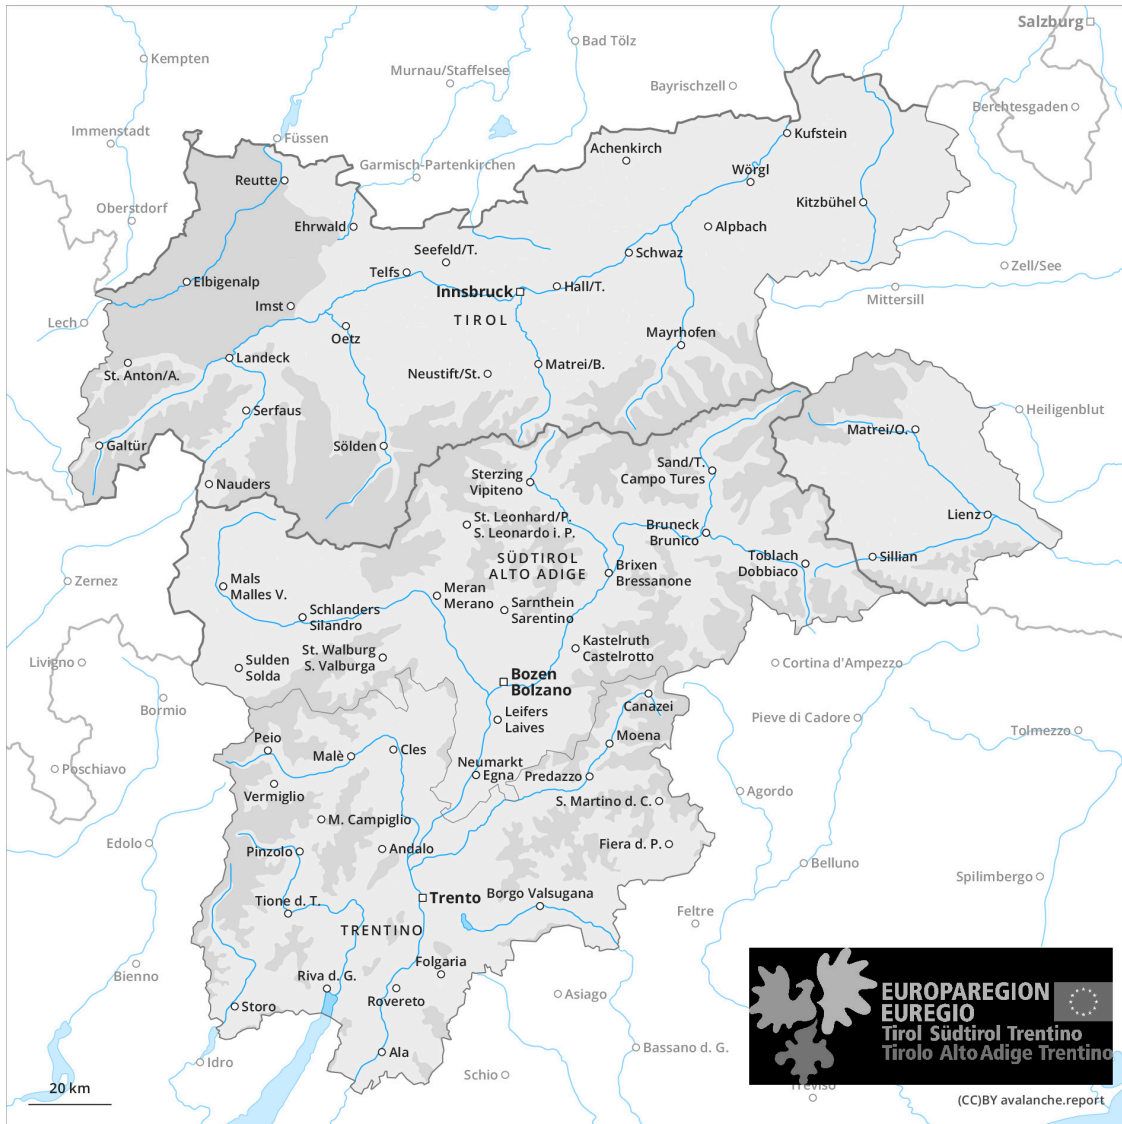 Salzburg
Bad Tölz
Kempten
Murnau/Staffelsee
Bayrischzell
Berchtesgaden
Immenstadt
Füssen
Kufstein
Achenkirch
Garmisch-Partenkirchen
Wörgl
Reutte
Kitzbühel
Oberstdorf
Ehrwald
Alpbach
Seefeld/T.
Schwaz
Zell/See
Telfs
Elbigenalp
Innsbruck
Hall/T.
Mittersill
Imst
TIROL
Lech
Oetz
Mayrhofen
Landeck
Matrei/B.
St. Anton/A.
Neustift/St.
Serfaus
Heiligenblut
Matrei/O.
Galtür
Sölden
Sand/T.
Campo Tures
Sterzing
Vipiteno
Nauders
St. Leonhard/P.
S. Leonardo i. P.
Bruneck
Brunico
Lienz
SÜDTIROL
ALTO ADIGE
Toblach
Dobbiaco
Sillian
Brixen
Bressanone
Zernez
Mals
Malles V.
Meran
Merano
Sarnthein
Sarentino
Schlanders
Silandro
Kastelruth
Castelrotto
St. Walburg
S. Valburga
Livigno
Sulden
Solda
Cortina d'Ampezzo
Bozen
Bolzano
Bormio
Canazei
Leifers
Laives
Pieve di Cadore
Tolmezzo
Peio
Moena
Malè
Cles
Neumarkt
Egna
Predazzo
Poschiavo
Vermiglio
Agordo
S. Martino d. C.
M. Campiglio
Edolo
Pinzolo
Andalo
Fiera d. P.
Belluno
Spilimbergo
Tione d. T.
Trento
Borgo Valsugana
Feltre
TRENTINO
Folgaria
Bienno
Riva d. G.
Rovereto
Asiago
Storo
EUROPAREGION
EUREGIO
Tirol Südtirol Trentino
Tirolo Alto Adige Trentino
Idro
Ala
Bassano d. G.
Schio
Treviso
20 km
(CC)BY avalanche.report